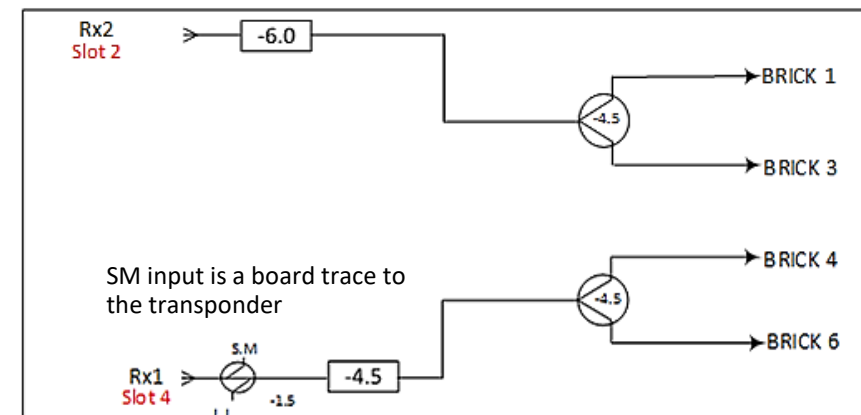 Rx2
Slot 2
-6.0
BRICK 1
-4.5
BRICK 3
SM input is a board trace to
the transponder
BRICK 4
-4.5
BRICK 6
S.M
Rx1
Slot 4
-1.5
-4.5